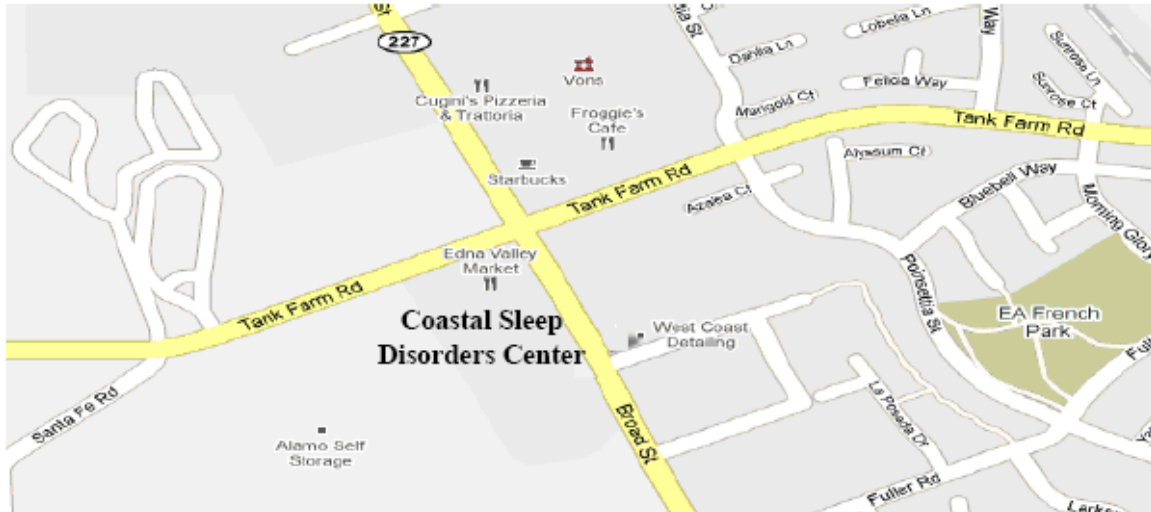 St
227
Cugini's Pizzeria
& Trattoria
Vons
Froggie's
Cafe
Starbucks
Dahlia Ln
Lobelia Ln
Way
Sunrose Ln
Felicia Way
Sunrose Ct
Marigold Ct
Tank Farm Rd
Alyssum Ct
Tank Farm Rd
Azalea Ct
Bluebell Way
Morning Glory
Edna Valley
Market
Tank Farm Rd
Coastal Sleep
Disorders Center
West Coast
Detailing
Poinsettia St
EA French
Park
Santa Fe Rd
Alamo Self
Storage
Broad St
La Posada Dr
Fuller Rd